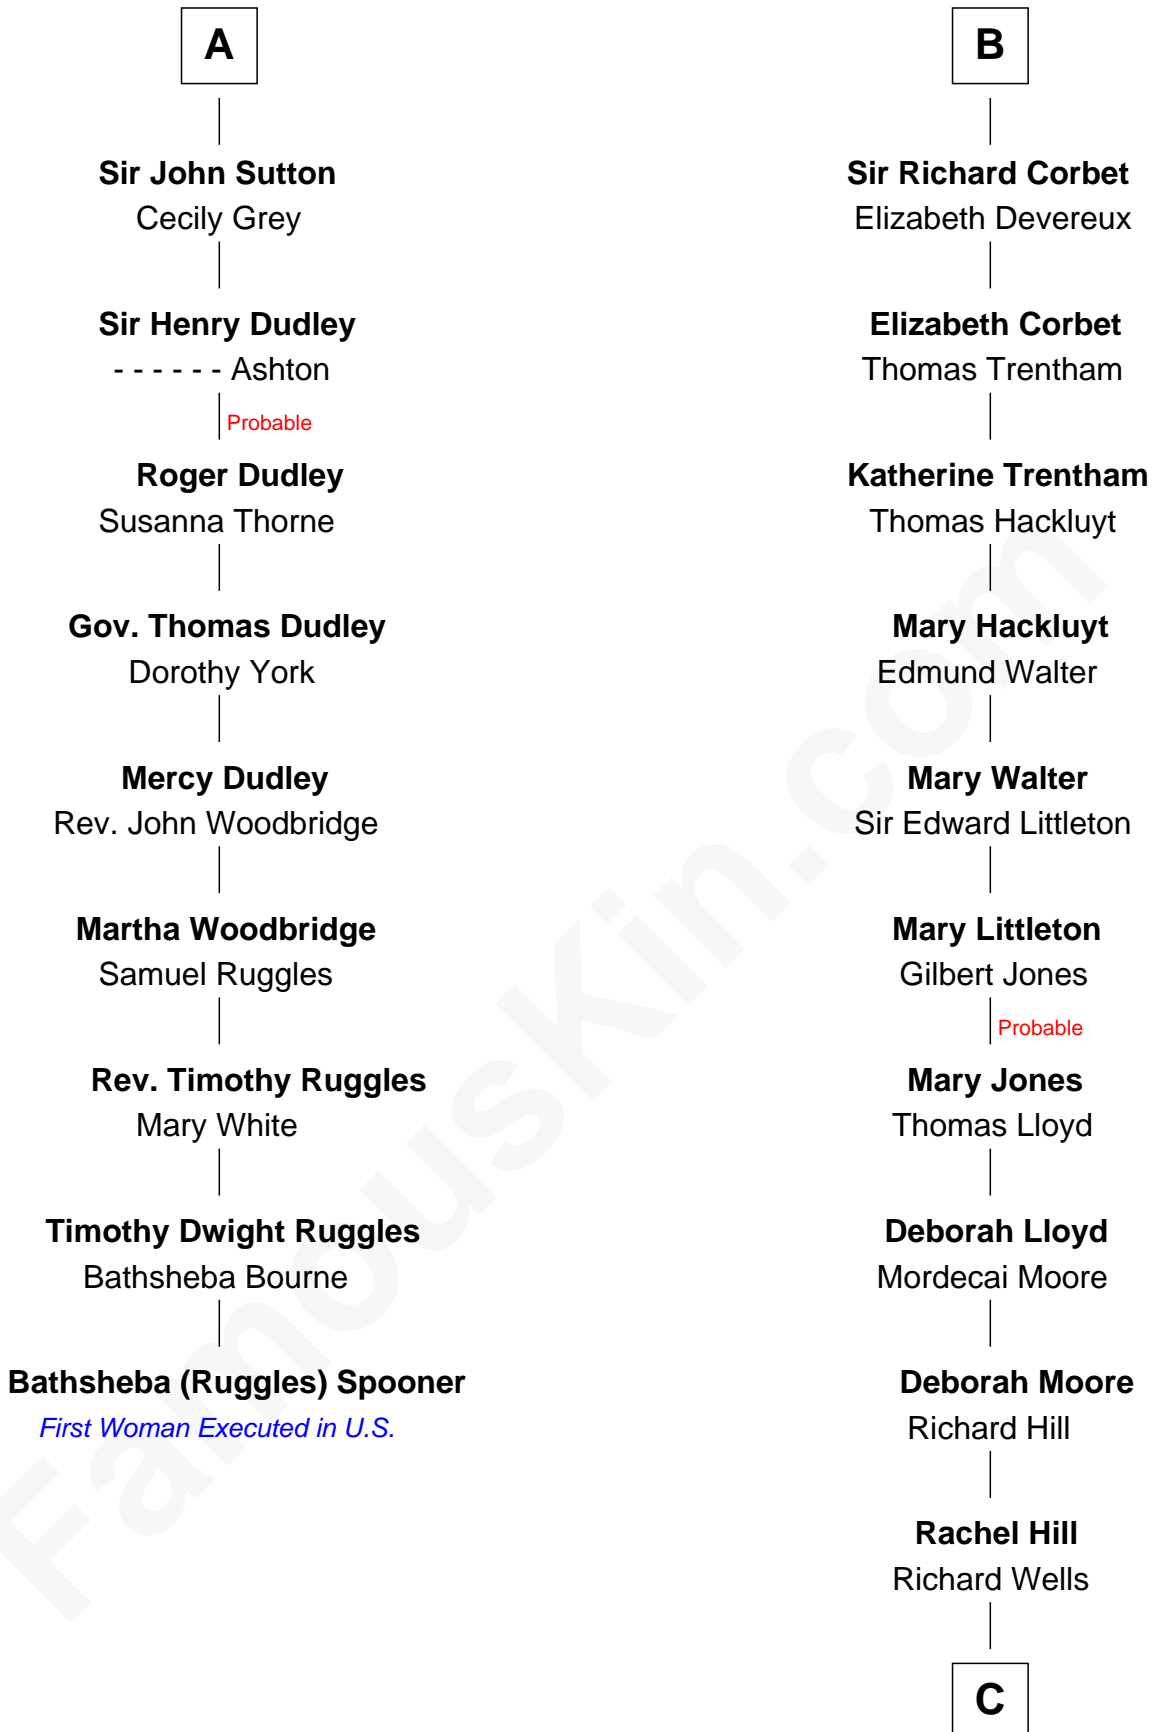 A
Sir John Sutton
Cecily Grey
Sir Henry Dudley
- - - - - - Ashton
Probable
Roger Dudley
Susanna Thorne
Gov. Thomas Dudley
Dorothy York
Mercy Dudley
Rev. John Woodbridge
Martha Woodbridge
Samuel Ruggles
Rev. Timothy Ruggles
Mary White
Timothy Dwight Ruggles
Bathsheba Bourne
Bathsheba (Ruggles) Spooner
First Woman Executed in U.S.
B
Sir Richard Corbet
Elizabeth Devereux
Elizabeth Corbet
Thomas Trentham
Katherine Trentham
Thomas Hackluyt
Mary Hackluyt
Edmund Walter
Mary Walter
Sir Edward Littleton
Mary Littleton
Gilbert Jones
Probable
Mary Jones
Thomas Lloyd
Deborah Lloyd
Mordecai Moore
Deborah Moore
Richard Hill
Rachel Hill
Richard Wells
C
FamousKin.com